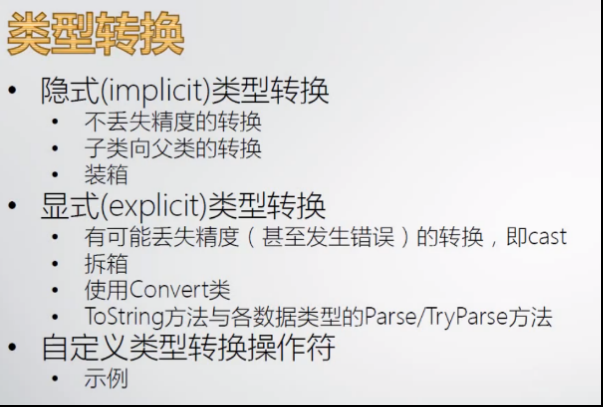 类型转换
• 隐式(implicit)类型转换
• 不丢失精度的转换
• 子类向父类的转换
• 装箱
• 显式(explicit)类型转换
• 有可能丢失精度（甚至发生错误）的转换，即cast
• 拆箱
• 使用Convert类
• ToString方法与各数据类型的Parse/TryParse方法
• 自定义类型转换操作符
• 示例